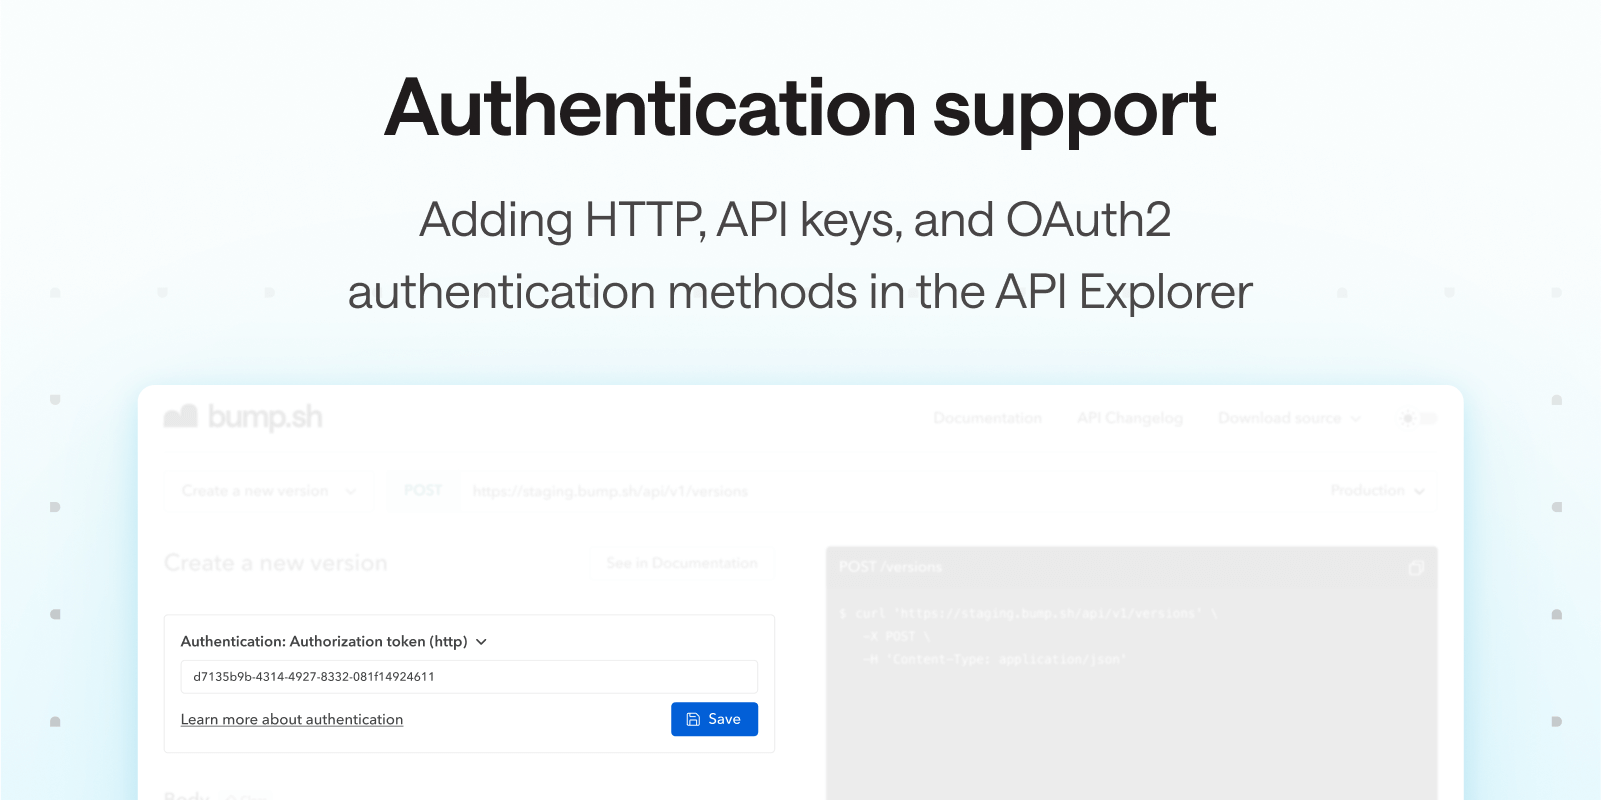 Authentication support
Adding HTTP, API keys, and OAuth2
authentication methods in the API Explorer
bump.sh
Documentation
API Changelog
Download source
Create a new version
POST
https://staging.bump.sh/api/v1/versions
Production
Create a new version
See in Documentation
POST /versions
$ curl 'https://staging.bump.sh/api/v1/versions' \
-X POST \
-H 'Content-Type: application/json'
Authentication: Authorization token (http)
d7135b9b-4314-4927-8332-081f14924611
Learn more about authentication
Save
Body